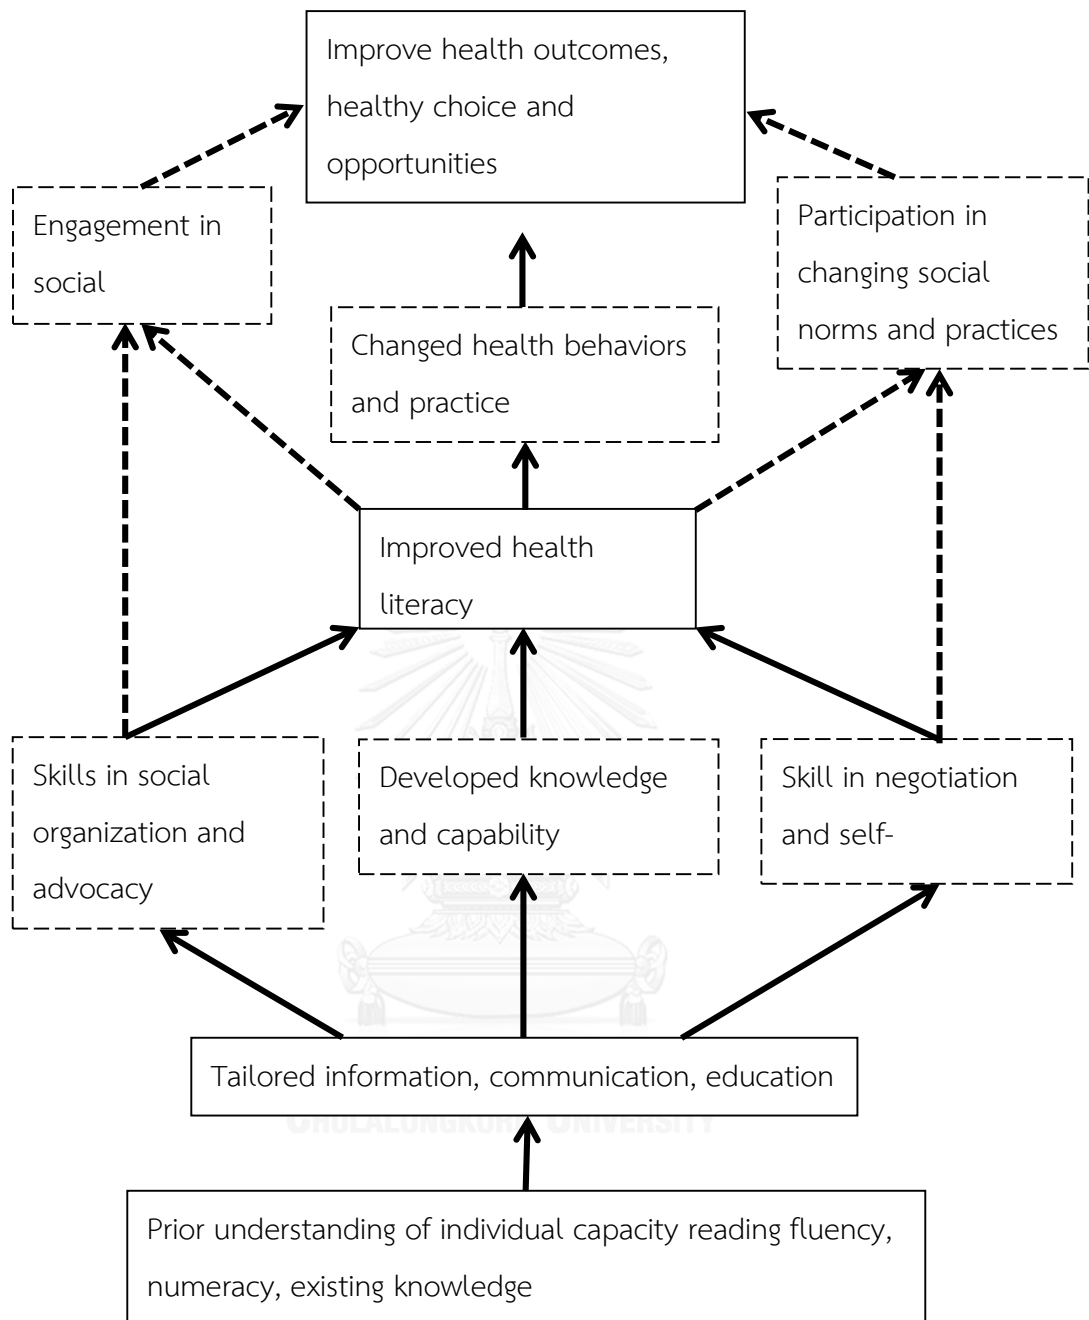 Improve health outcomes,
healthy choice and
opportunities
Engagement in
social
Participation in
changing social
norms and practices
Changed health behaviors
and practice
Improved health
literacy
Skills in social
organization and
advocacy
Developed knowledge
and capability
Skill in negotiation
and self-
Tailored information, communication, education
CHULALONGKORN UNIVERSITY
Prior understanding of individual capacity reading fluency,
numeracy, existing knowledge